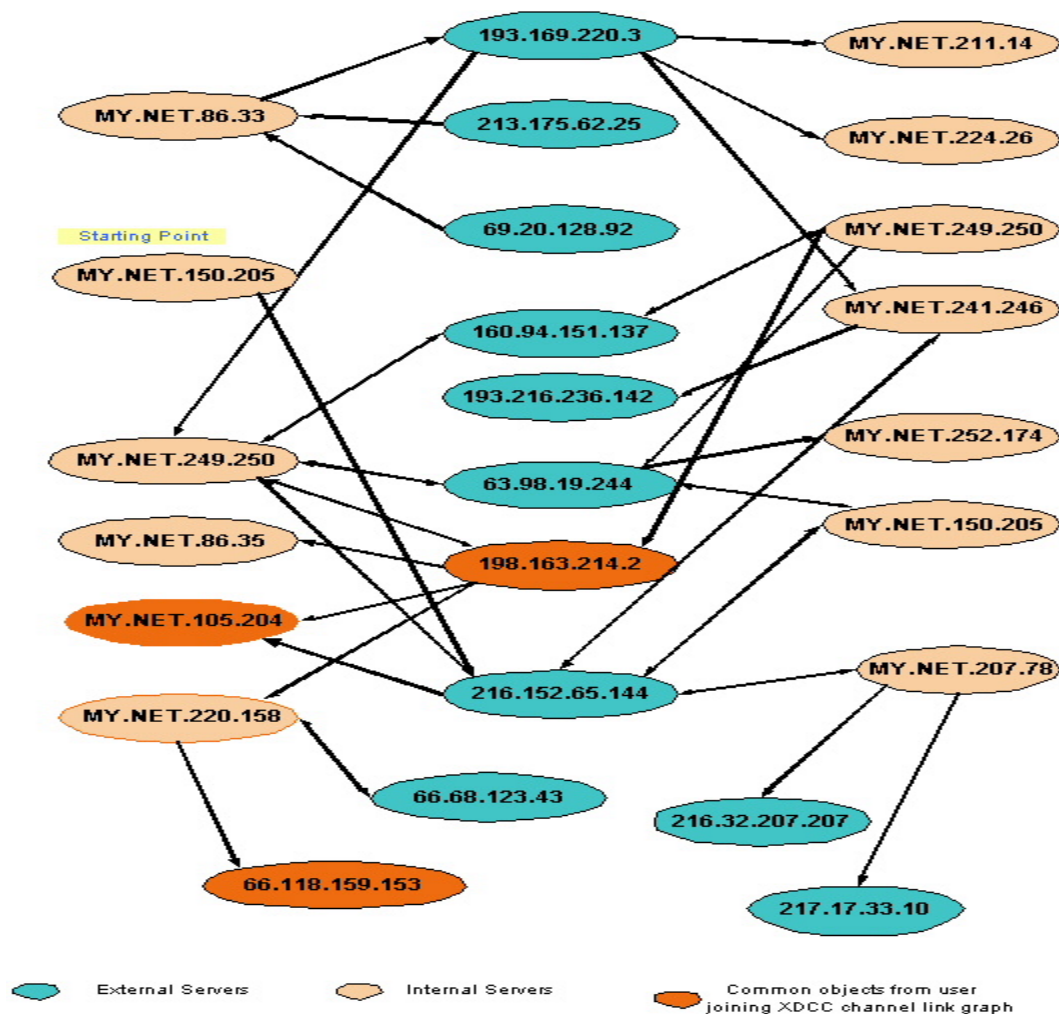 193.169.220.3
MY.NET.211.14
MY.NET.86.33
213.175.62.25
MY.NET.224.26
69.20.128.92
MY.NET.249.250
Starting Point
MY.NET.150.205
MY.NET.241.246
160.94.151.137
193.216.236.142
MY.NET.249.250
MY.NET.252.174
63.98.19.244
MY.NET.150.205
MY.NET.86.35
198.163.214.2
MY.NET.105.204
MY.NET.207.78
216.152.65.144
MY.NET.220.158
66.68.123.43
216.32.207.207
66.118.159.153
217.17.33.10
External Servers
Internal Servers
Common objects from user
joining XDCC channel link graph